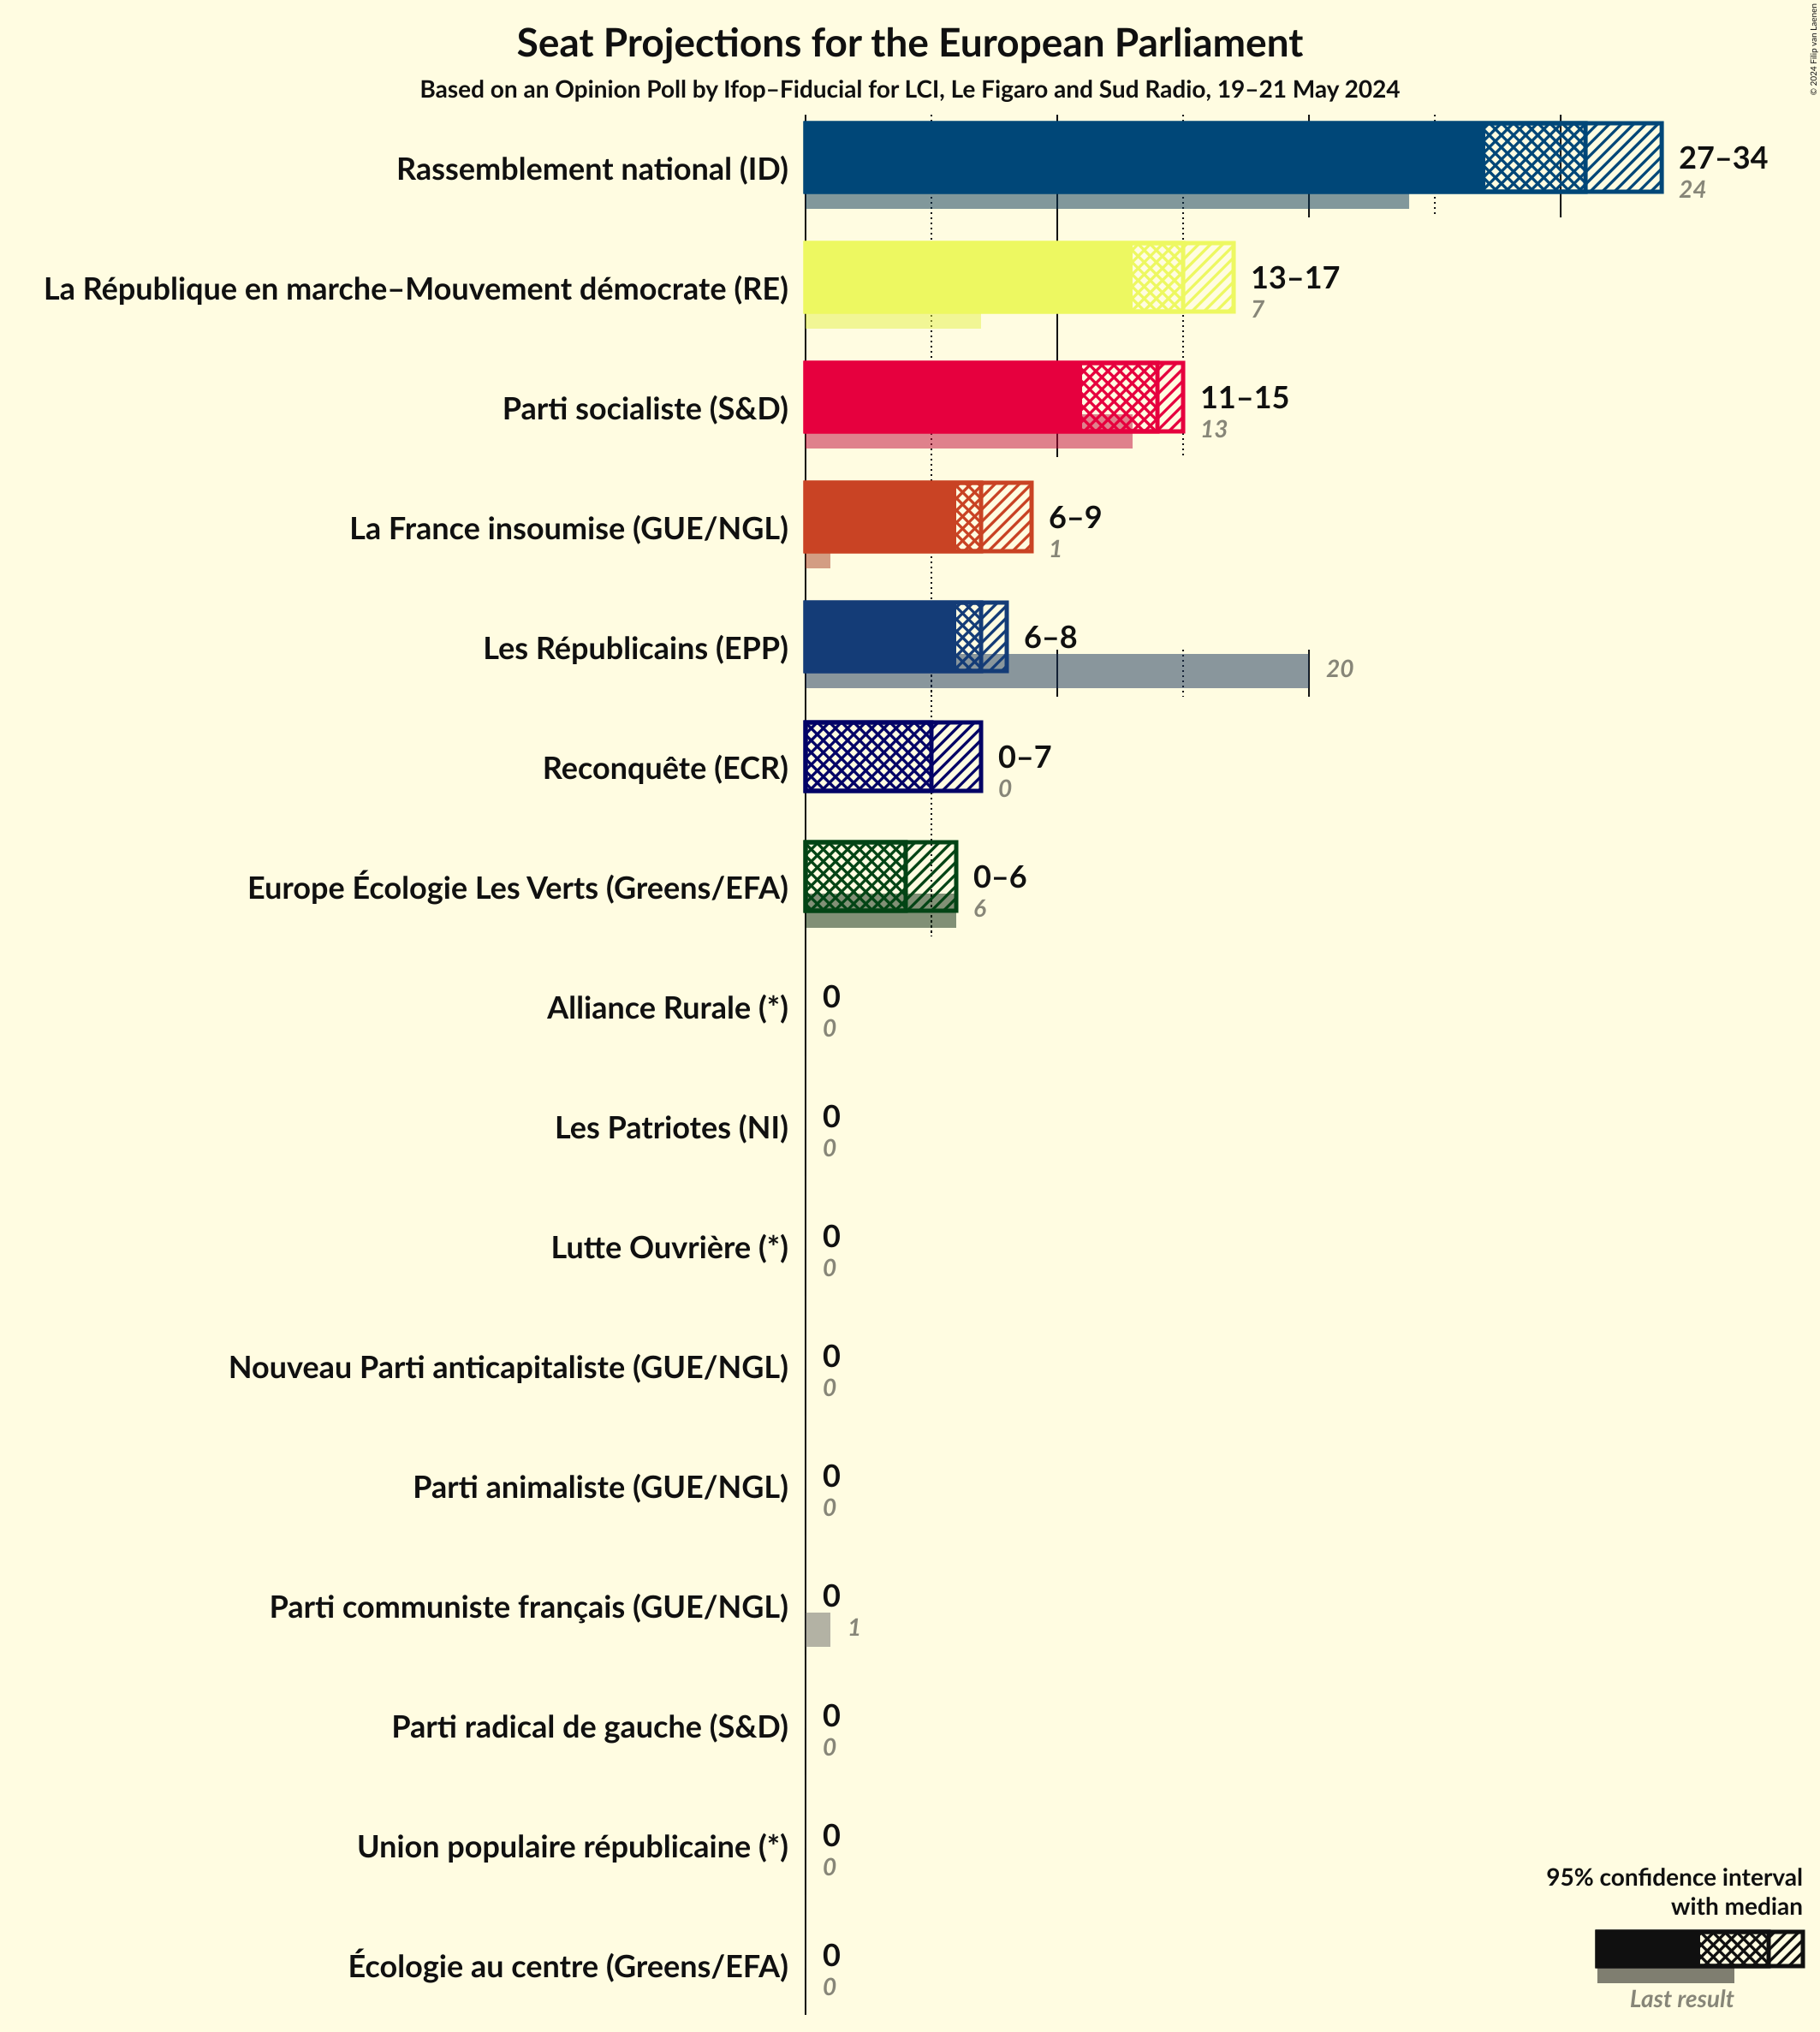 Seat Projections for the European Parliament
Based on an Opinion Poll by Ifop–Fiducial for LCI, Le Figaro and Sud Radio, 19–21 May 2024
© 2024 Filip van Laenen
Rassemblement national (ID)
27–34
24
La République en marche–Mouvement démocrate (RE)
13–17
7
Parti socialiste (S&D)
11–15
13
La France insoumise (GUE/NGL)
6–9
1
Les Républicains (EPP)
6–8
20
Reconquête (ECR)
0–7
0
Europe Écologie Les Verts (Greens/EFA)
0–6
6
Alliance Rurale (*)
0
0
Les Patriotes (NI)
0
0
Lutte Ouvrière (*)
0
0
Nouveau Parti anticapitaliste (GUE/NGL)
0
0
Parti animaliste (GUE/NGL)
0
0
Parti communiste français (GUE/NGL)
0
1
Parti radical de gauche (S&D)
0
0
Union populaire républicaine (*)
0
0
Écologie au centre (Greens/EFA)
0
0
95% confidence interval
with median
Last result